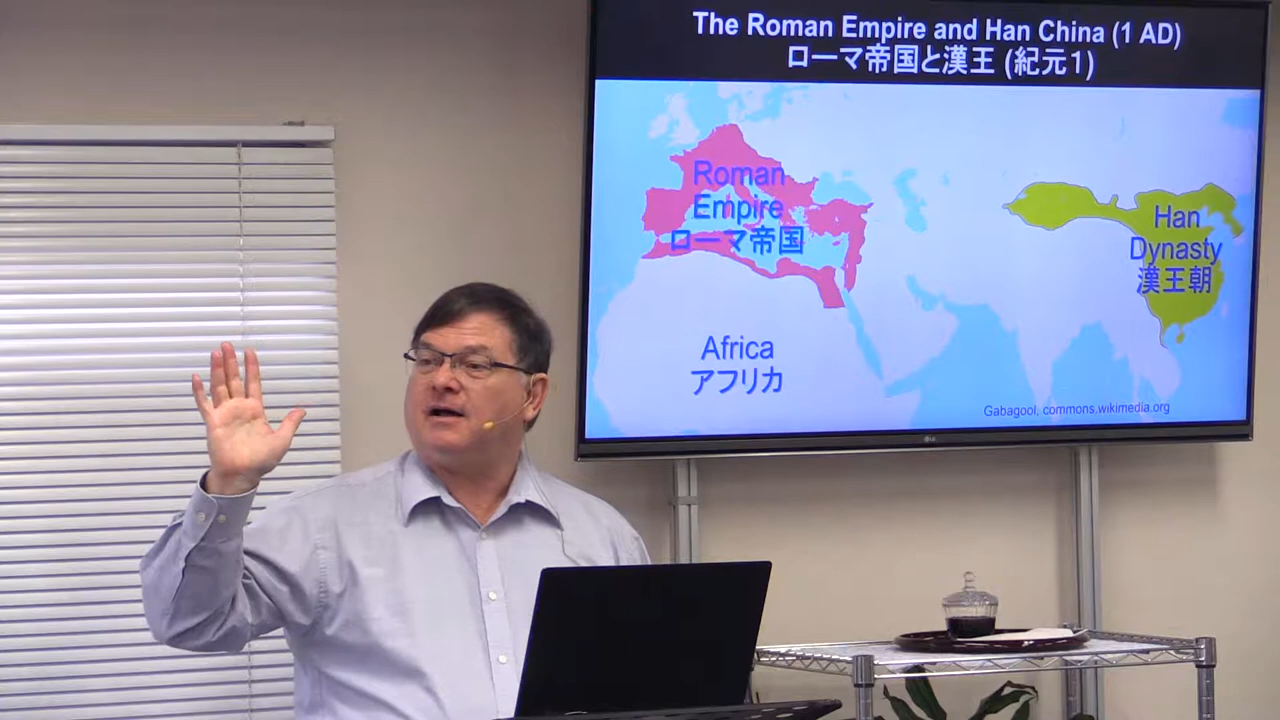 The Roman Empire and Han China (1 AD)
ローマ帝国と漢王 (紀元１)
Roman
Empire
ローマ帝国
Han
Dynasty
漢王朝
Africa
アフリカ
Gabagool, commons.wikimedia.org
LG